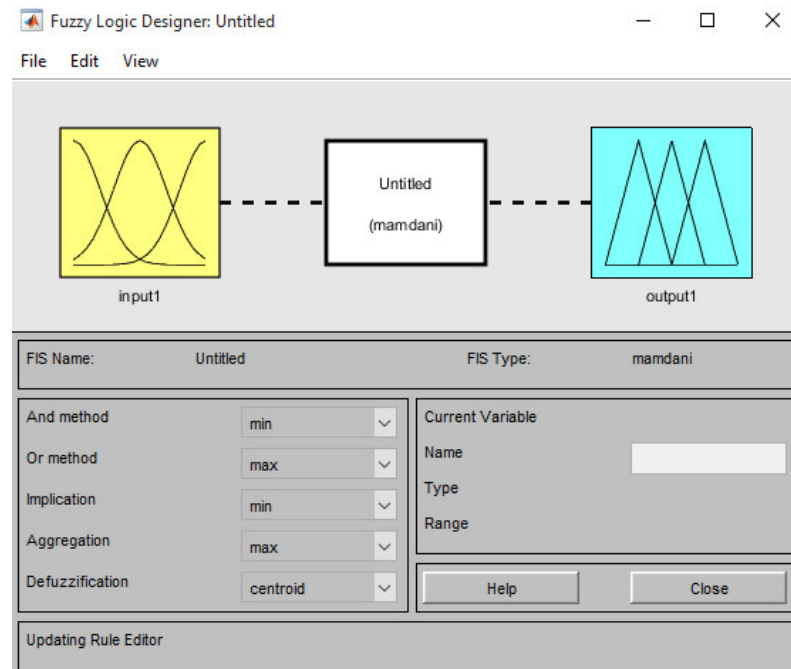 Fuzzy Logic Designer: Untitled
File Edit View
Untitled
(mamdani)
input1
output1
FIS Name: Untitled FIS Type: mamdani
And method min
Or method max
Implication min
Aggregation max
Defuzzification centroid
Current Variable
Name
Type
Range
Help Close
Updating Rule Editor